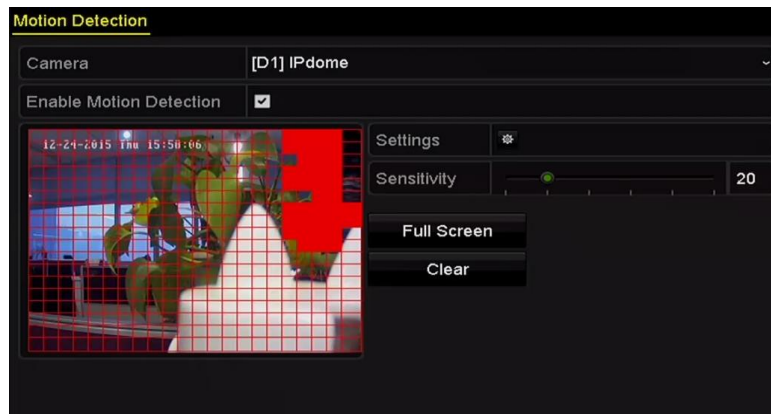 Motion Detection
Camera [D1] IPdome
Enable Motion Detection
12-24-2015 Thu 15:50:06
Settings
Sensitivity 20
Full Screen
Clear